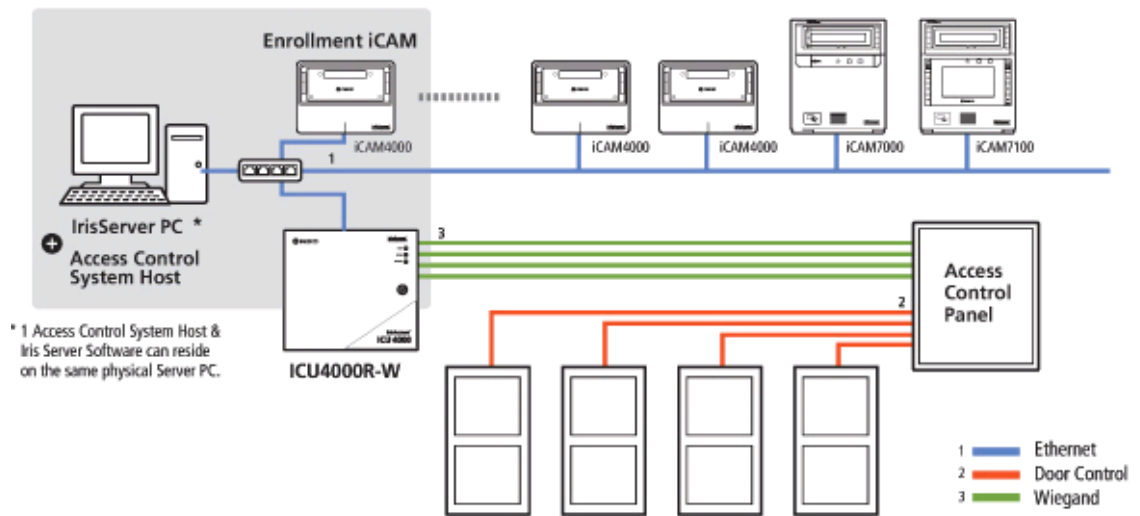 Enrollment iCAM
iCAM4000
iCAM4000
iCAM4000
iCAM7000
iCAM7100
1
IrisServer PC *
Access Control
System Host
* 1 Access Control System Host &
Iris Server Software can reside
on the same physical Server PC.
ICU4000
ICU4000R-W
3
2
Access
Control
Panel
1 Ethernet
2 Door Control
3 Wiegand